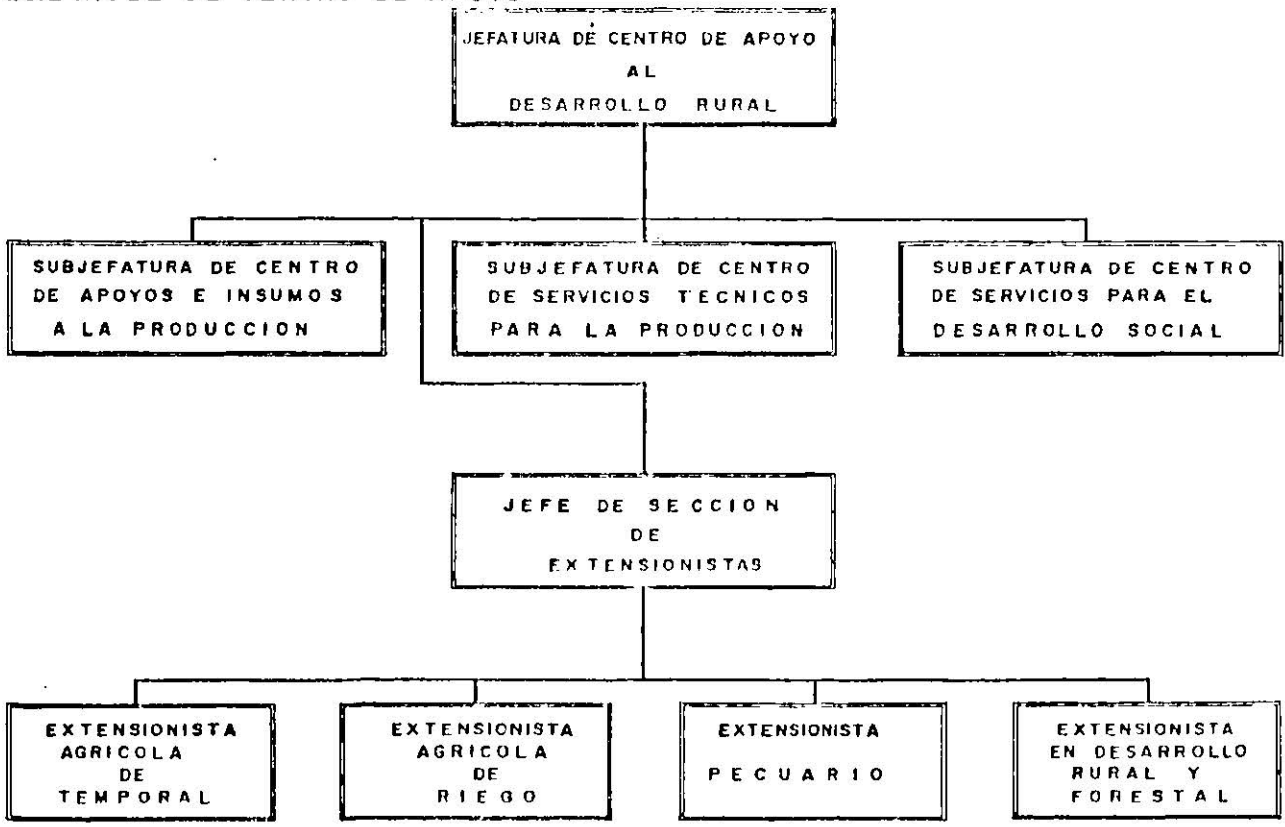 JEFATURA DE CENTRO DE APOYO
AL
DESARROLLO RURAL
SUBJEFATURA DE CENTRO
DE APOYOS E INSUMOS
A LA PRODUCCION
SUBJEFATURA DE CENTRO
DE SERVICIOS TECNICOS
PARA LA PRODUCCION
SUBJEFATURA DE CENTRO
DE SERVICIOS PARA EL
DESARROLLO SOCIAL
JEFE DE SECCION
DE
EXTENSIONISTAS
EXTENSIONISTA
AGRICOLA
DE
TEMPORAL
EXTENSIONISTA
AGRICOLA
DE
RIEGO
EXTENSIONISTA
PECUARIO
EXTENSIONISTA
EN DESARROLLO
RURAL Y
FORESTAL